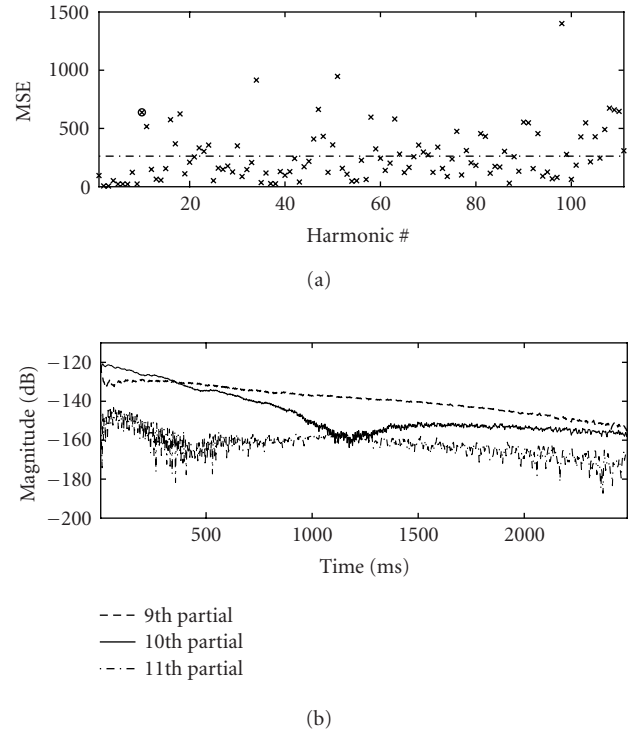 1500
1000
500
0
MSE
20
40
60
80
100
Harmonic #
(a)
−120
−140
−160
−180
−200
Magnitude (dB)
500
1000
1500
2000
Time (ms)
9th partial
10th partial
11th partial
(b)